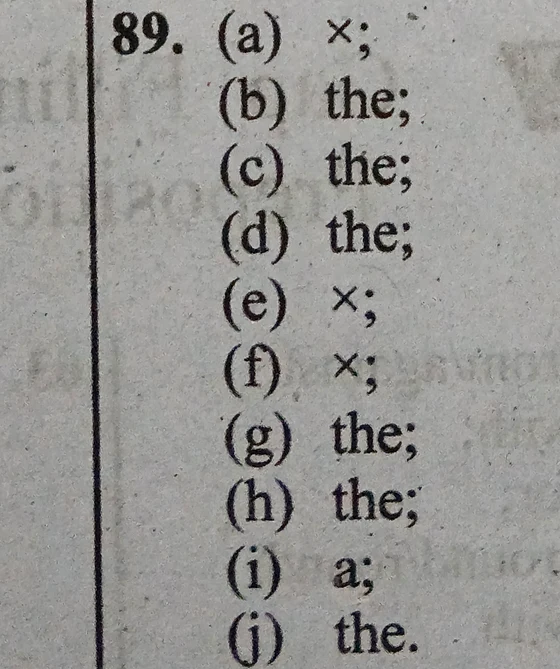 89. (a) ×;
(b) the;
(c) the;
(d) the;
(e) ×;
(f) ×;
(g) the;
(h) the;
(i) a;
(j) the.